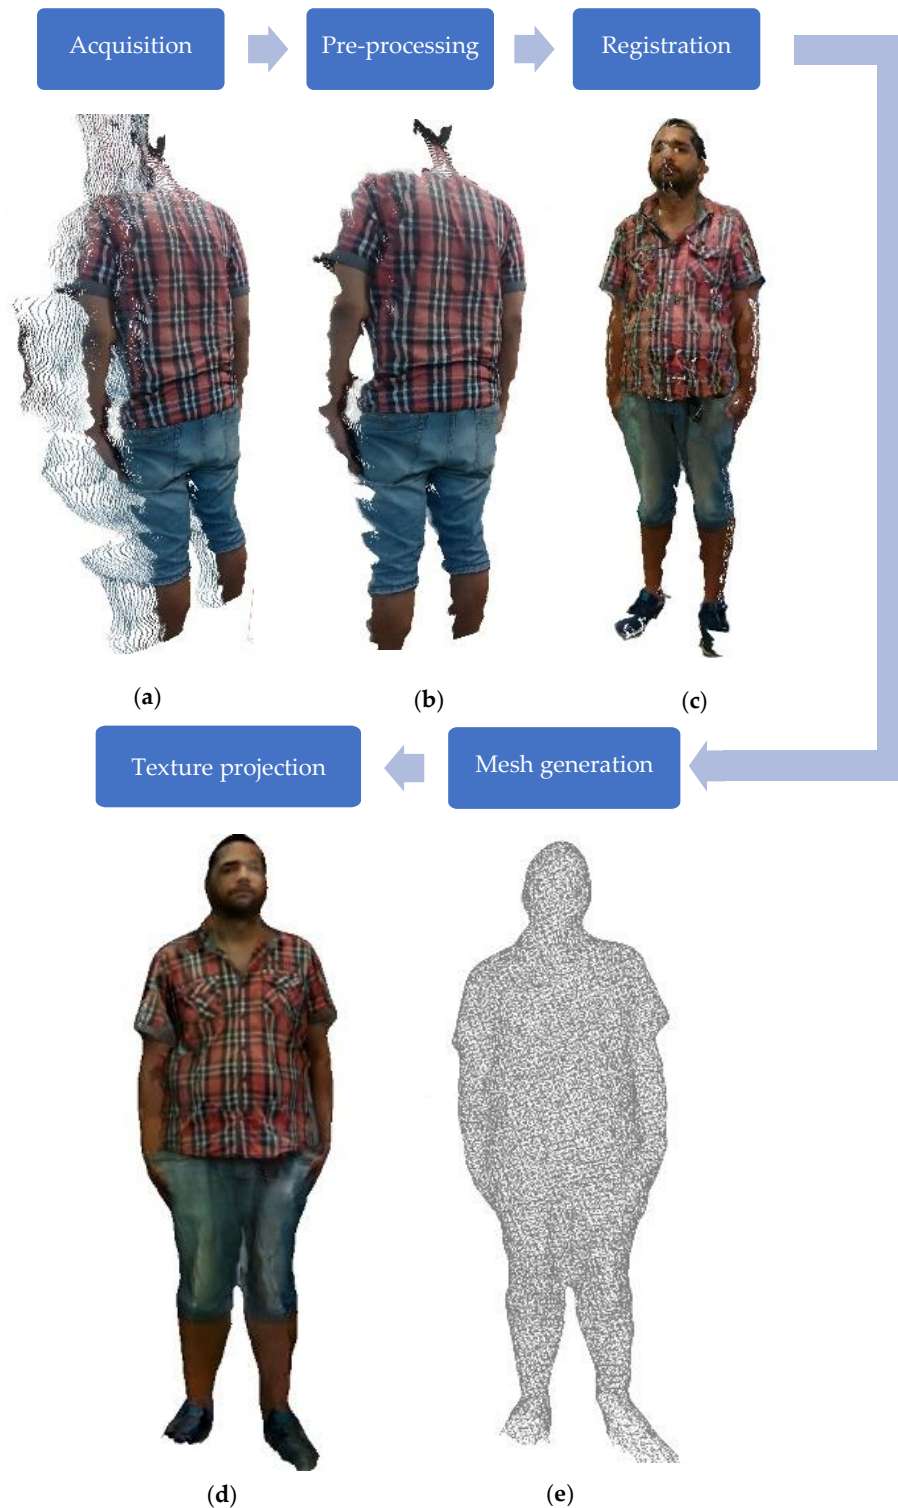 Acquisition
Pre-processing
Registration
(a)
(b)
(c)
Texture projection
Mesh generation
(d)
(e)